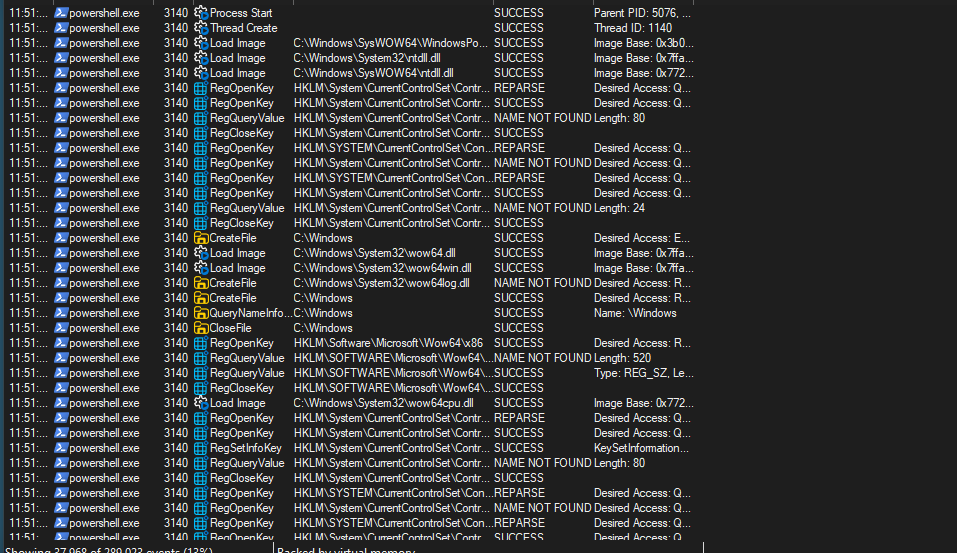 11:51:... powershell.exe 3140 Process Start SUCCESS Parent PID: 5076, ...
11:51:... powershell.exe 3140 Thread Create SUCCESS Thread ID: 1140
11:51:... powershell.exe 3140 Load Image C:\Windows\SysWOW64\WindowsPo... SUCCESS Image Base: 0x3b0...
11:51:... powershell.exe 3140 Load Image C:\Windows\System32\ntdll.dll SUCCESS Image Base: 0x7ffa...
11:51:... powershell.exe 3140 Load Image C:\Windows\SysWOW64\ntdll.dll SUCCESS Image Base: 0x772...
11:51:... powershell.exe 3140 RegOpenKey HKLM\System\CurrentControlSet\Contr... REPARSE Desired Access: Q...
11:51:... powershell.exe 3140 RegOpenKey HKLM\System\CurrentControlSet\Contr... SUCCESS Desired Access: Q...
11:51:... powershell.exe 3140 RegQueryValue HKLM\System\CurrentControlSet\Contr... NAME NOT FOUND Length: 80
11:51:... powershell.exe 3140 RegCloseKey HKLM\System\CurrentControlSet\Contr... SUCCESS
11:51:... powershell.exe 3140 RegOpenKey HKLM\SYSTEM\CurrentControlSet\Con... REPARSE Desired Access: Q...
11:51:... powershell.exe 3140 RegOpenKey HKLM\System\CurrentControlSet\Contr... NAME NOT FOUND Desired Access: Q...
11:51:... powershell.exe 3140 RegOpenKey HKLM\SYSTEM\CurrentControlSet\Con... REPARSE Desired Access: Q...
11:51:... powershell.exe 3140 RegOpenKey HKLM\System\CurrentControlSet\Contr... SUCCESS Desired Access: Q...
11:51:... powershell.exe 3140 RegQueryValue HKLM\System\CurrentControlSet\Contr... NAME NOT FOUND Length: 24
11:51:... powershell.exe 3140 RegCloseKey HKLM\System\CurrentControlSet\Contr... SUCCESS
11:51:... powershell.exe 3140 CreateFile C:\Windows SUCCESS Desired Access: E...
11:51:... powershell.exe 3140 Load Image C:\Windows\System32\wow64.dll SUCCESS Image Base: 0x7ffa...
11:51:... powershell.exe 3140 Load Image C:\Windows\System32\wow64win.dll SUCCESS Image Base: 0x7ffa...
11:51:... powershell.exe 3140 CreateFile C:\Windows\System32\wow64log.dll NAME NOT FOUND Desired Access: R...
11:51:... powershell.exe 3140 CreateFile C:\Windows SUCCESS Desired Access: R...
11:51:... powershell.exe 3140 QueryNameInfo... C:\Windows SUCCESS Name: \Windows
11:51:... powershell.exe 3140 CloseFile C:\Windows SUCCESS
11:51:... powershell.exe 3140 RegOpenKey HKLM\Software\Microsoft\Wow64\x86 SUCCESS Desired Access: R...
11:51:... powershell.exe 3140 RegQueryValue HKLM\SOFTWARE\Microsoft\Wow64\... NAME NOT FOUND Length: 520
11:51:... powershell.exe 3140 RegQueryValue HKLM\SOFTWARE\Microsoft\Wow64\... SUCCESS Type: REG_SZ, Le...
11:51:... powershell.exe 3140 RegCloseKey HKLM\SOFTWARE\Microsoft\Wow64\... SUCCESS
11:51:... powershell.exe 3140 Load Image C:\Windows\System32\wow64cpu.dll SUCCESS Image Base: 0x772...
11:51:... powershell.exe 3140 RegOpenKey HKLM\System\CurrentControlSet\Contr... REPARSE Desired Access: Q...
11:51:... powershell.exe 3140 RegOpenKey HKLM\System\CurrentControlSet\Contr... SUCCESS Desired Access: Q...
11:51:... powershell.exe 3140 RegSetInfoKey HKLM\System\CurrentControlSet\Contr... SUCCESS KeySetInformation...
11:51:... powershell.exe 3140 RegQueryValue HKLM\System\CurrentControlSet\Contr... NAME NOT FOUND Length: 80
11:51:... powershell.exe 3140 RegCloseKey HKLM\System\CurrentControlSet\Contr... SUCCESS
11:51:... powershell.exe 3140 RegOpenKey HKLM\SYSTEM\CurrentControlSet\Con... REPARSE Desired Access: Q...
11:51:... powershell.exe 3140 RegOpenKey HKLM\System\CurrentControlSet\Contr... NAME NOT FOUND Desired Access: Q...
11:51:... powershell.exe 3140 RegOpenKey HKLM\SYSTEM\CurrentControlSet\Con... REPARSE Desired Access: Q...
11:51:... powershell.exe 3140 RegOpenKey HKLM\System\CurrentControlSet\Contr... SUCCESS Desired Access: Q...
Showing 37,968 of 289,023 events (13%) Backed by virtual memory